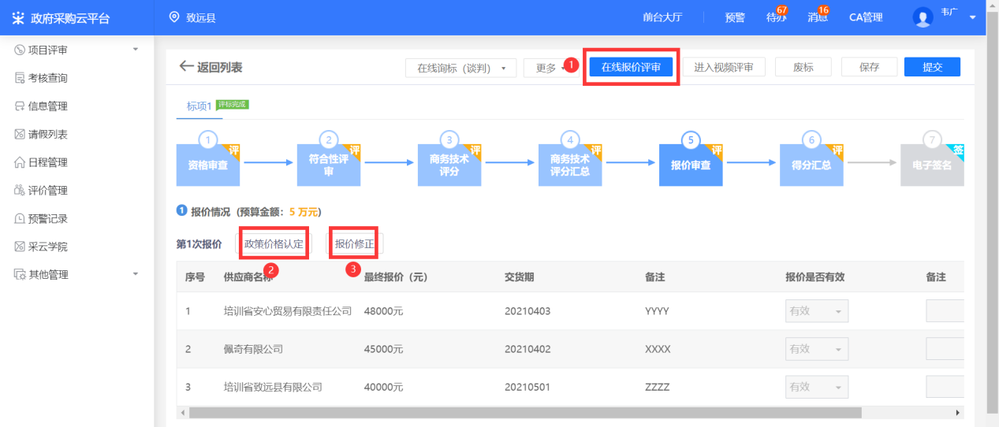 政府采购云平台
致远县
前台大厅
预警
待办
67
消息
16
CA管理
韦广
项目评审
考核查询
信息管理
请假列表
日程管理
评价管理
预警记录
采云学院
其他管理
返回列表
在线询标（谈判）
更多
1
在线报价评审
进入视频评审
废标
保存
提交
标项1 评标完成
1
评
资格审查
2
评
符合性评
审
3
评
商务技术
评分
4
评
商务技术
评分汇总
5
评
报价审查
6
评
得分汇总
7
签
电子签名
1 报价情况（预算金额：5 万元）
第1次报价 政策价格认定 报价修正
2
3
序号 供应商名称 最终报价（元） 交货期 备注 报价是否有效 备注
1 培训省安心贸易有限责任公司 48000元 20210403 YYYY 有效
2 佩奇有限公司 45000元 20210402 XXXX 有效
3 培训省致远县有限公司 40000元 20210501 ZZZZ 有效